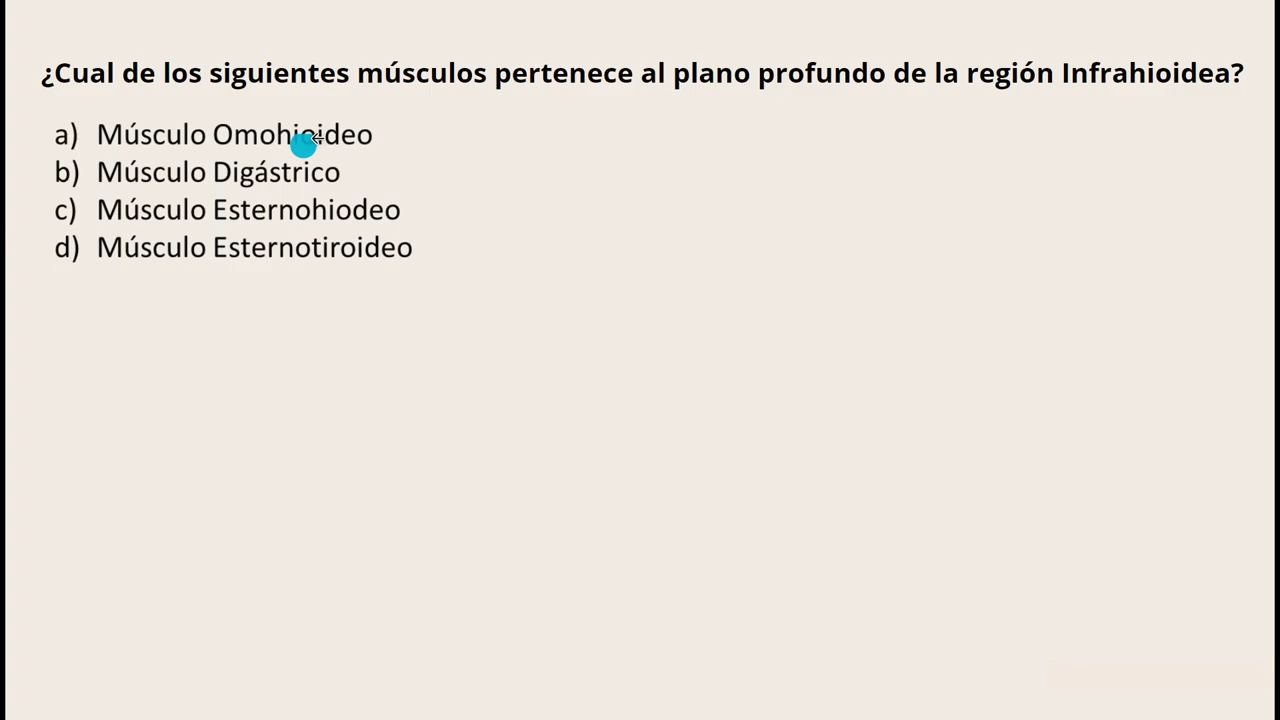 ¿Cual de los siguientes músculos pertenece al plano profundo de la región Infrahioidea?
a) Músculo Omohioideo
b) Músculo Digástrico
c) Músculo Esternohiodeo
d) Músculo Esternotiroideo